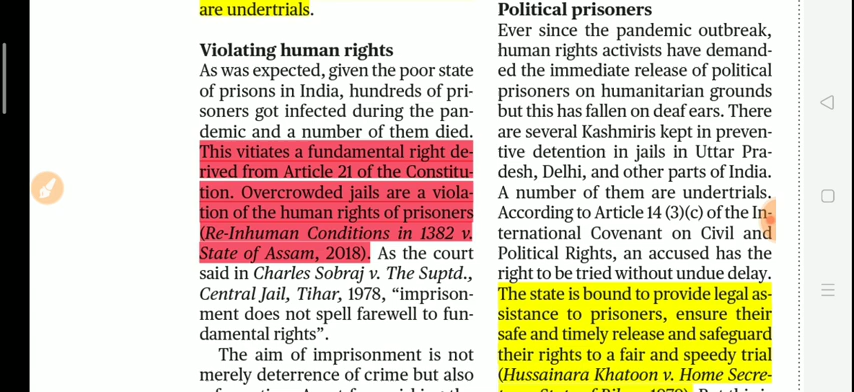 are undertrials.
Violating human rights
As was expected, given the poor state
of prisons in India, hundreds of pri-
soners got infected during the pan-
demic and a number of them died.
This vitiates a fundamental right de-
rived from Article 21 of the Constitu-
tion. Overcrowded jails are a viola-
tion of the human rights of prisoners
(Re-Inhuman Conditions in 1382 v.
State of Assam, 2018). As the court
said in Charles Sobraj v. The Suptd.,
Central Jail, Tihar, 1978, “imprison-
ment does not spell farewell to fun-
damental rights”.
The aim of imprisonment is not
merely deterrence of crime but also
Political prisoners
Ever since the pandemic outbreak,
human rights activists have demand-
ed the immediate release of political
prisoners on humanitarian grounds
but this has fallen on deaf ears. There
are several Kashmiris kept in preven-
tive detention in jails in Uttar Pra-
desh, Delhi, and other parts of India.
A number of them are undertrials.
According to Article 14 (3)(c) of the In-
ternational Covenant on Civil and
Political Rights, an accused has the
right to be tried without undue delay.
The state is bound to provide legal as-
sistance to prisoners, ensure their
safe and timely release and safeguard
their rights to a fair and speedy trial
(Hussainara Khatoon v. Home Secre-